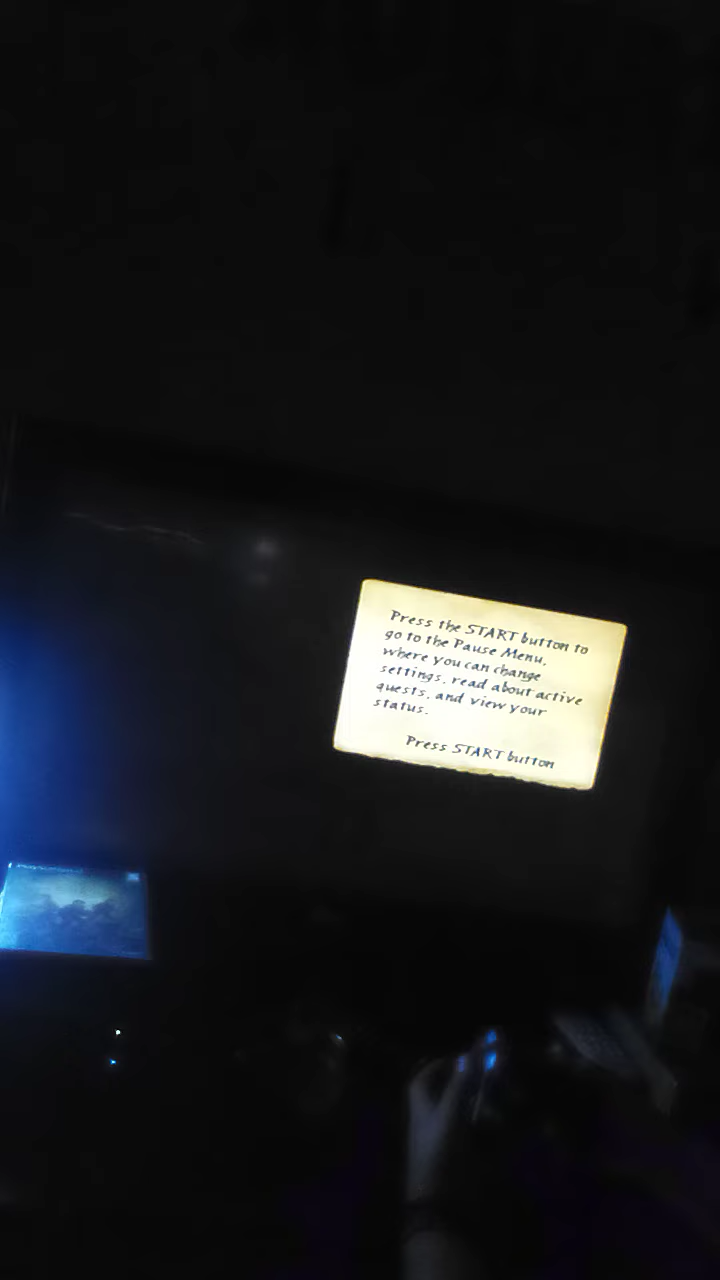 Press the START button to
go to the Pause Menu,
where you can change
settings, read about active
quests, and view your
status.
Press START button